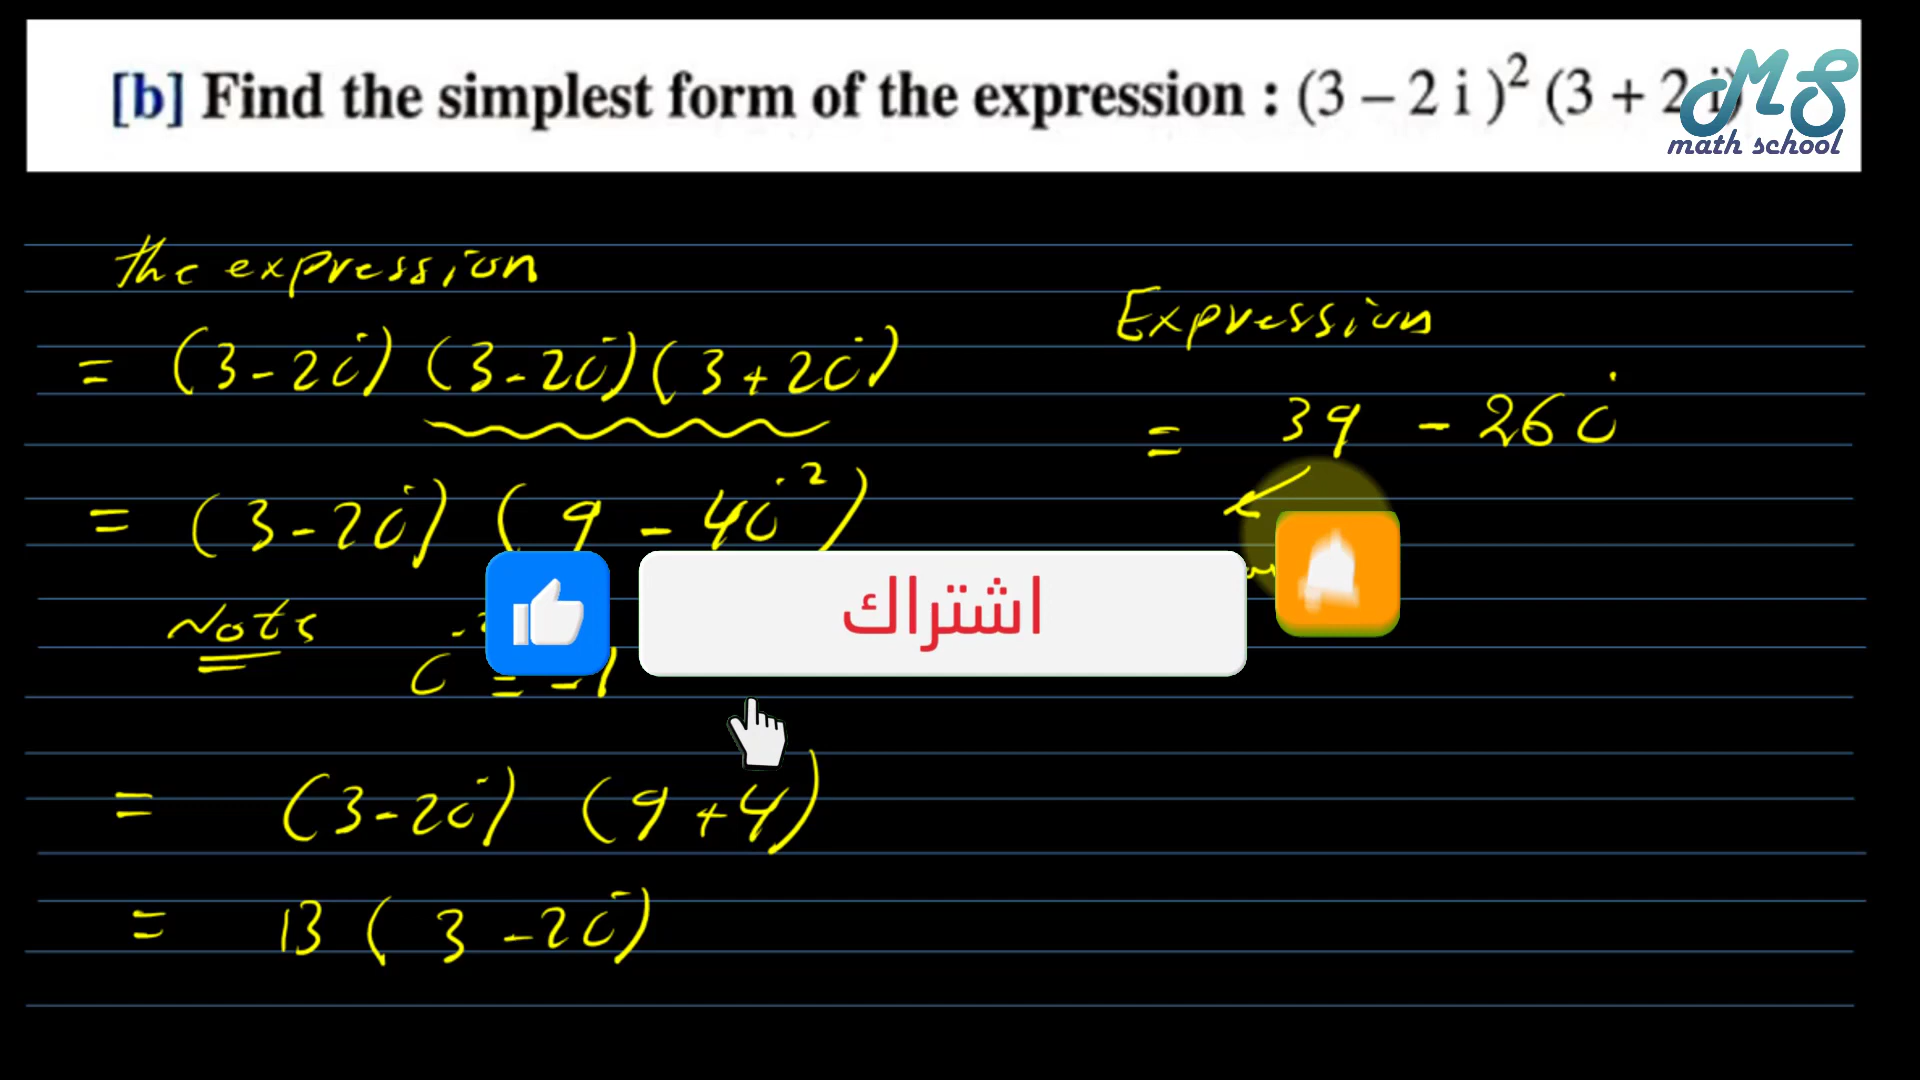 [b] Find the simplest form of the expression : (3 – 2 i )² (3 + 2 i)
MS
math school
the expression
= (3-2i) (3-2i)(3+2i)
= (3-2i) (9 - 4i²)
Note i² = -1
= (3-2i) (9+4)
= 13 (3-2i)
Expression
= 39 - 26i
اشتراك